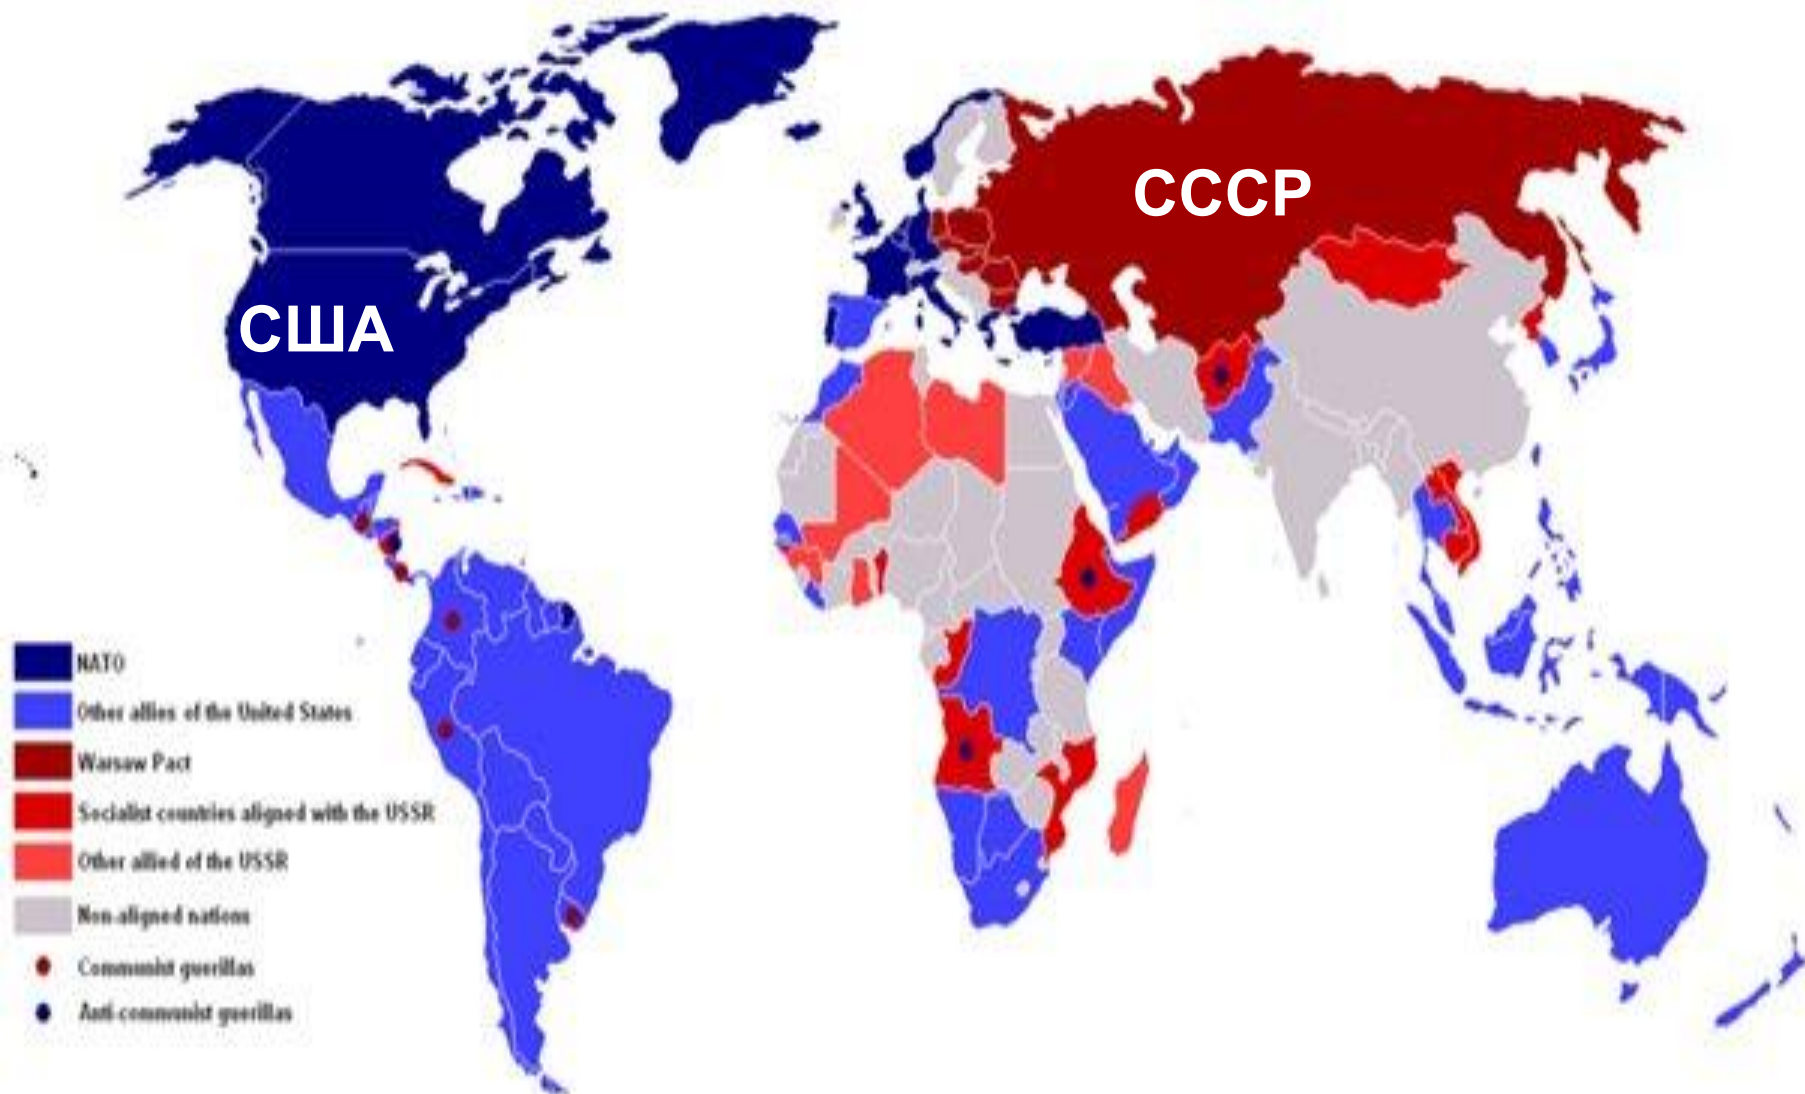 СССР
США
NATO
Other allies of the United States
Warsaw Pact
Socialist countries aligned with the USSR
Other allied of the USSR
Non-aligned nations
Communist guerillas
Anti-communist guerillas